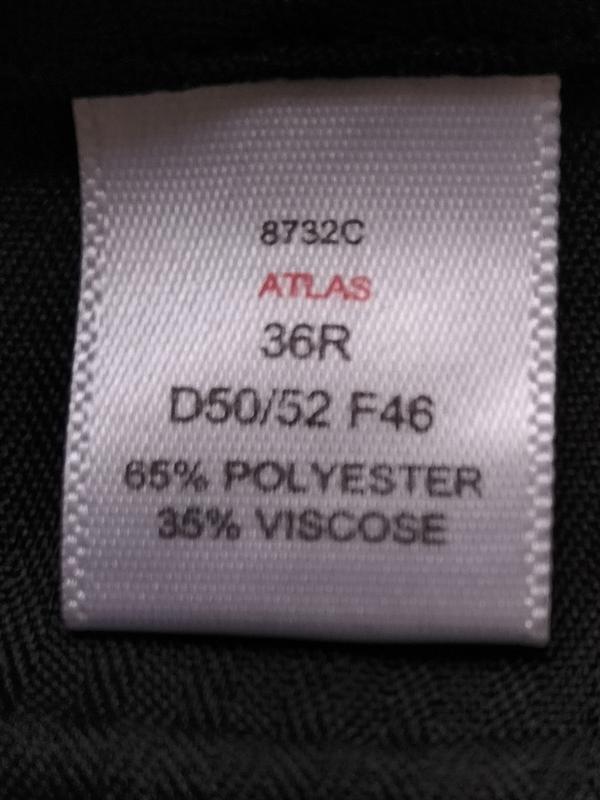 8732C
ATLAS
36R
D50/52 F46
65% POLYESTER
35% VISCOSE